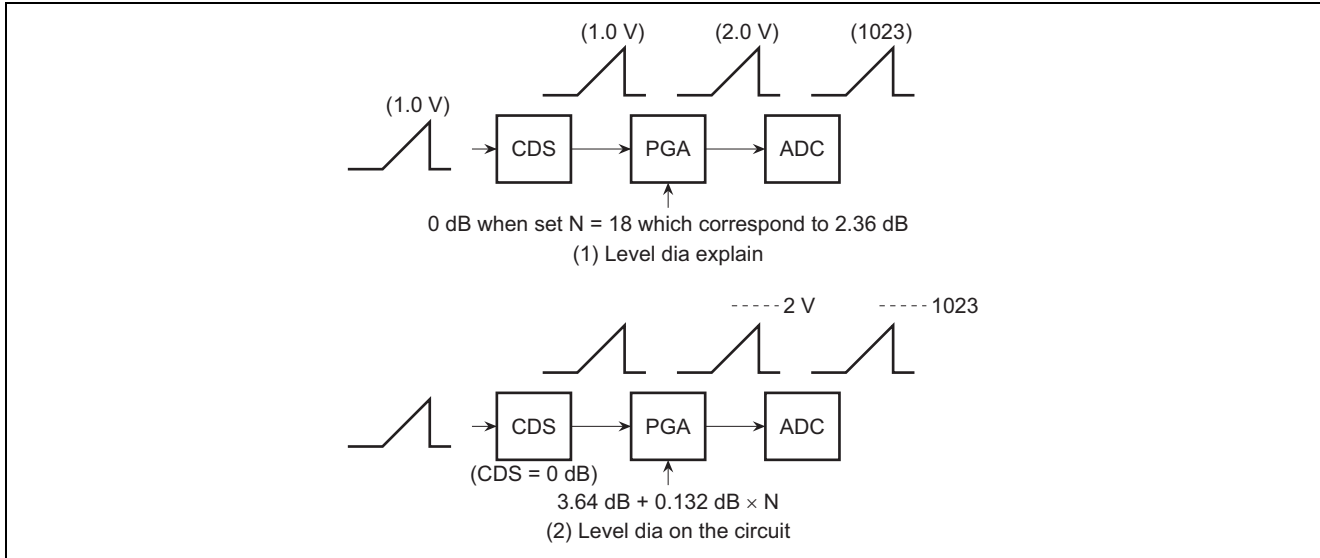 (1.0 V) (2.0 V) (1023)
(1.0 V)
CDS PGA ADC
0 dB when set N = 18 which correspond to 2.36 dB
(1) Level dia explain
2 V 1023
CDS PGA ADC
(CDS = 0 dB)
3.64 dB + 0.132 dB × N
(2) Level dia on the circuit